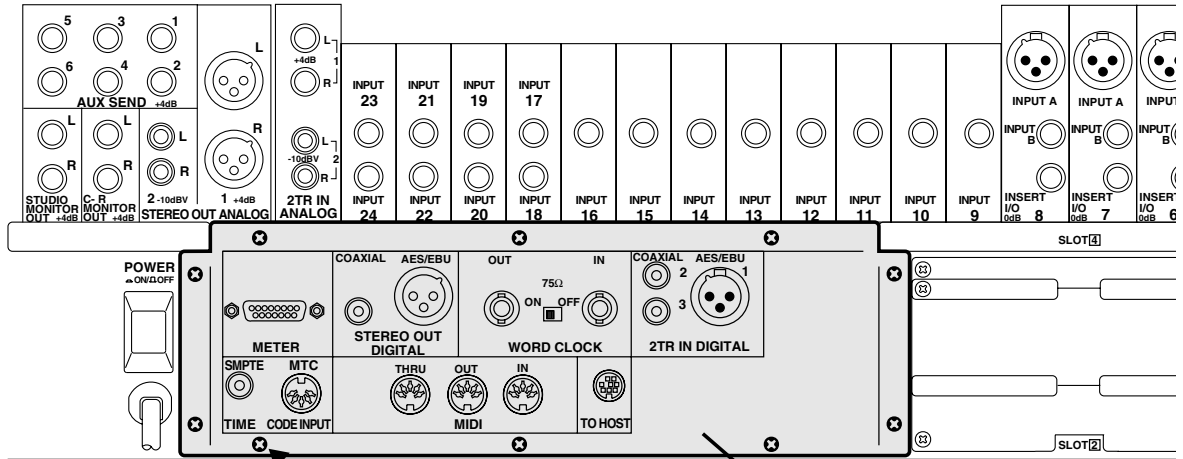 5 3 1 L
6 4 2
AUX SEND +4dB
L L L R
R R R
STUDIO MONITOR OUT +4dB
C- R MONITOR OUT +4dB
2 -10dBV 1 +4dB
STEREO OUT ANALOG
L
+4dB 1
R
L
-10dBV 2
R
2TR IN ANALOG
INPUT 23
INPUT 21
INPUT 19
INPUT 17
INPUT 24
INPUT 22
INPUT 20
INPUT 18
INPUT 16
INPUT 15
INPUT 14
INPUT 13
INPUT 12
INPUT 11
INPUT 10
INPUT 9
INPUT A
INPUT B
INSERT I/O 0dB 8
INPUT A
INPUT B
INSERT I/O 0dB 7
INPUT
INPUT B
INSERT I/O 0dB 6
SLOT 4
POWER
ON/ OFF
COAXIAL AES/EBU
STEREO OUT DIGITAL
METER
OUT IN
75Ω
ON OFF
WORD CLOCK
COAXIAL AES/EBU
2 1
3
2TR IN DIGITAL
SMPTE MTC
TIME CODE INPUT
THRU OUT IN
MIDI
TO HOST
SLOT 2